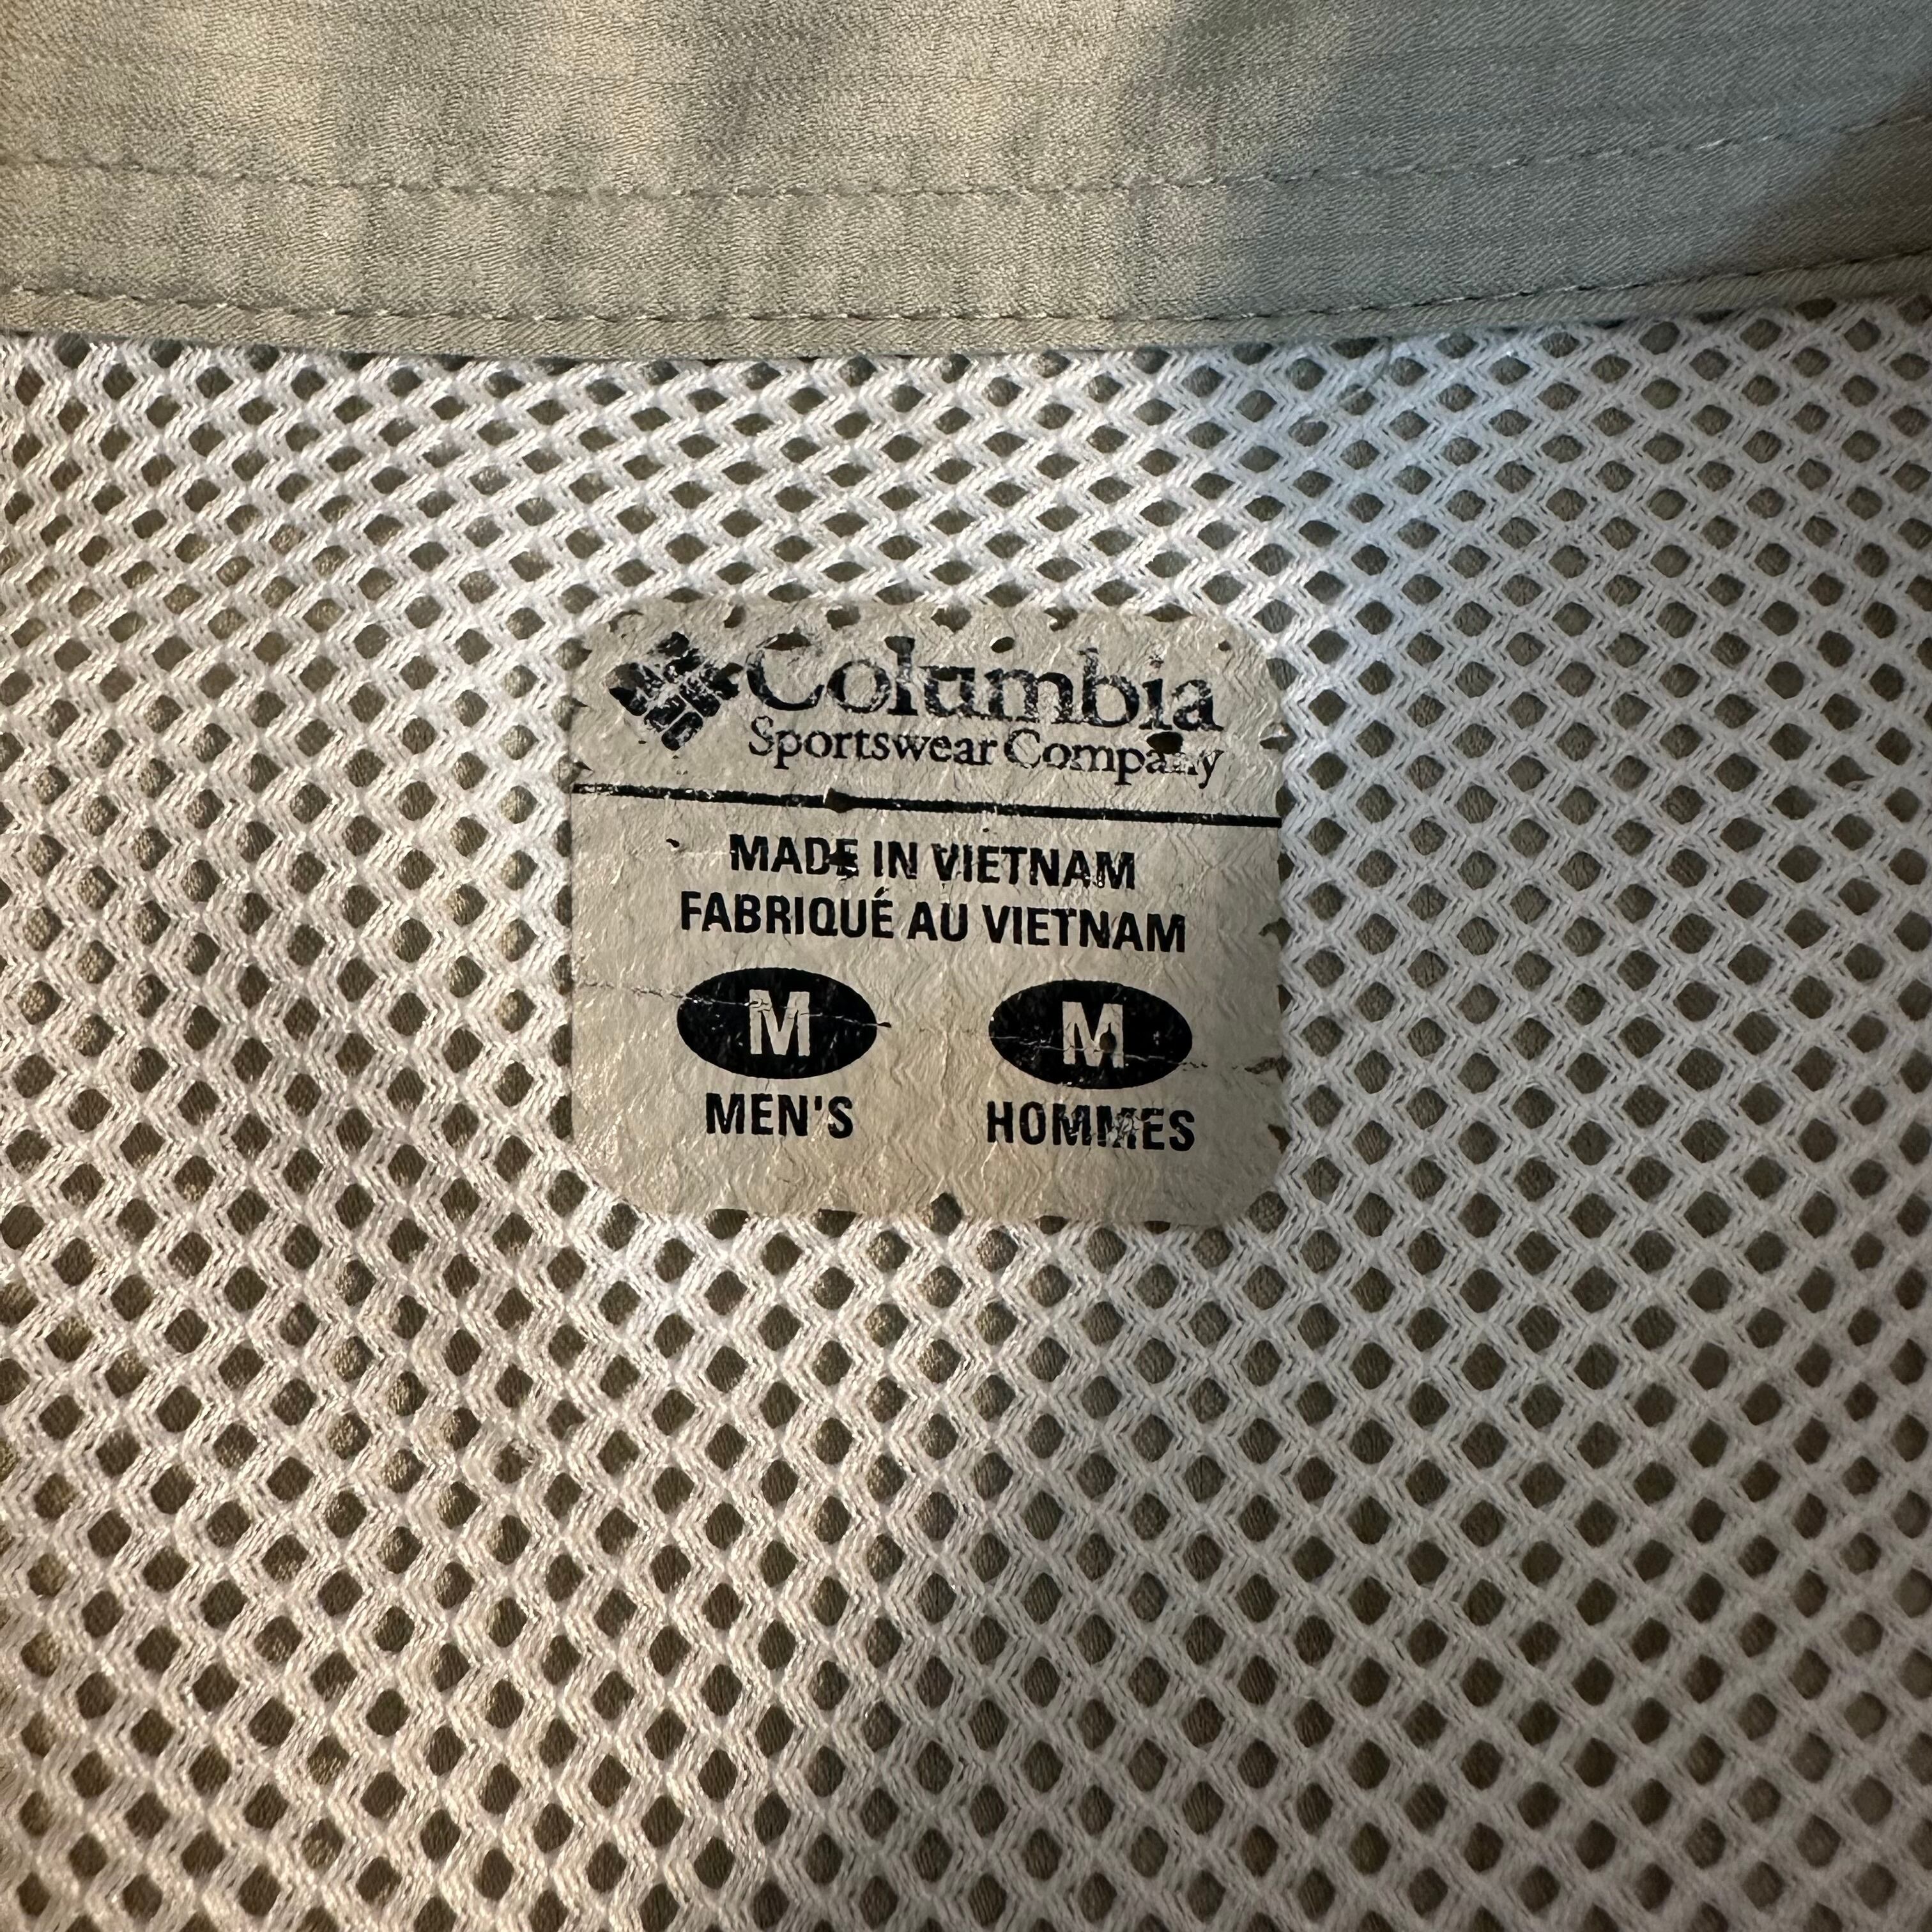 Columbia
Sportswear Company
MADE IN VIETNAM
FABRIQUÉ AU VIETNAM
M M
MEN'S HOMMES